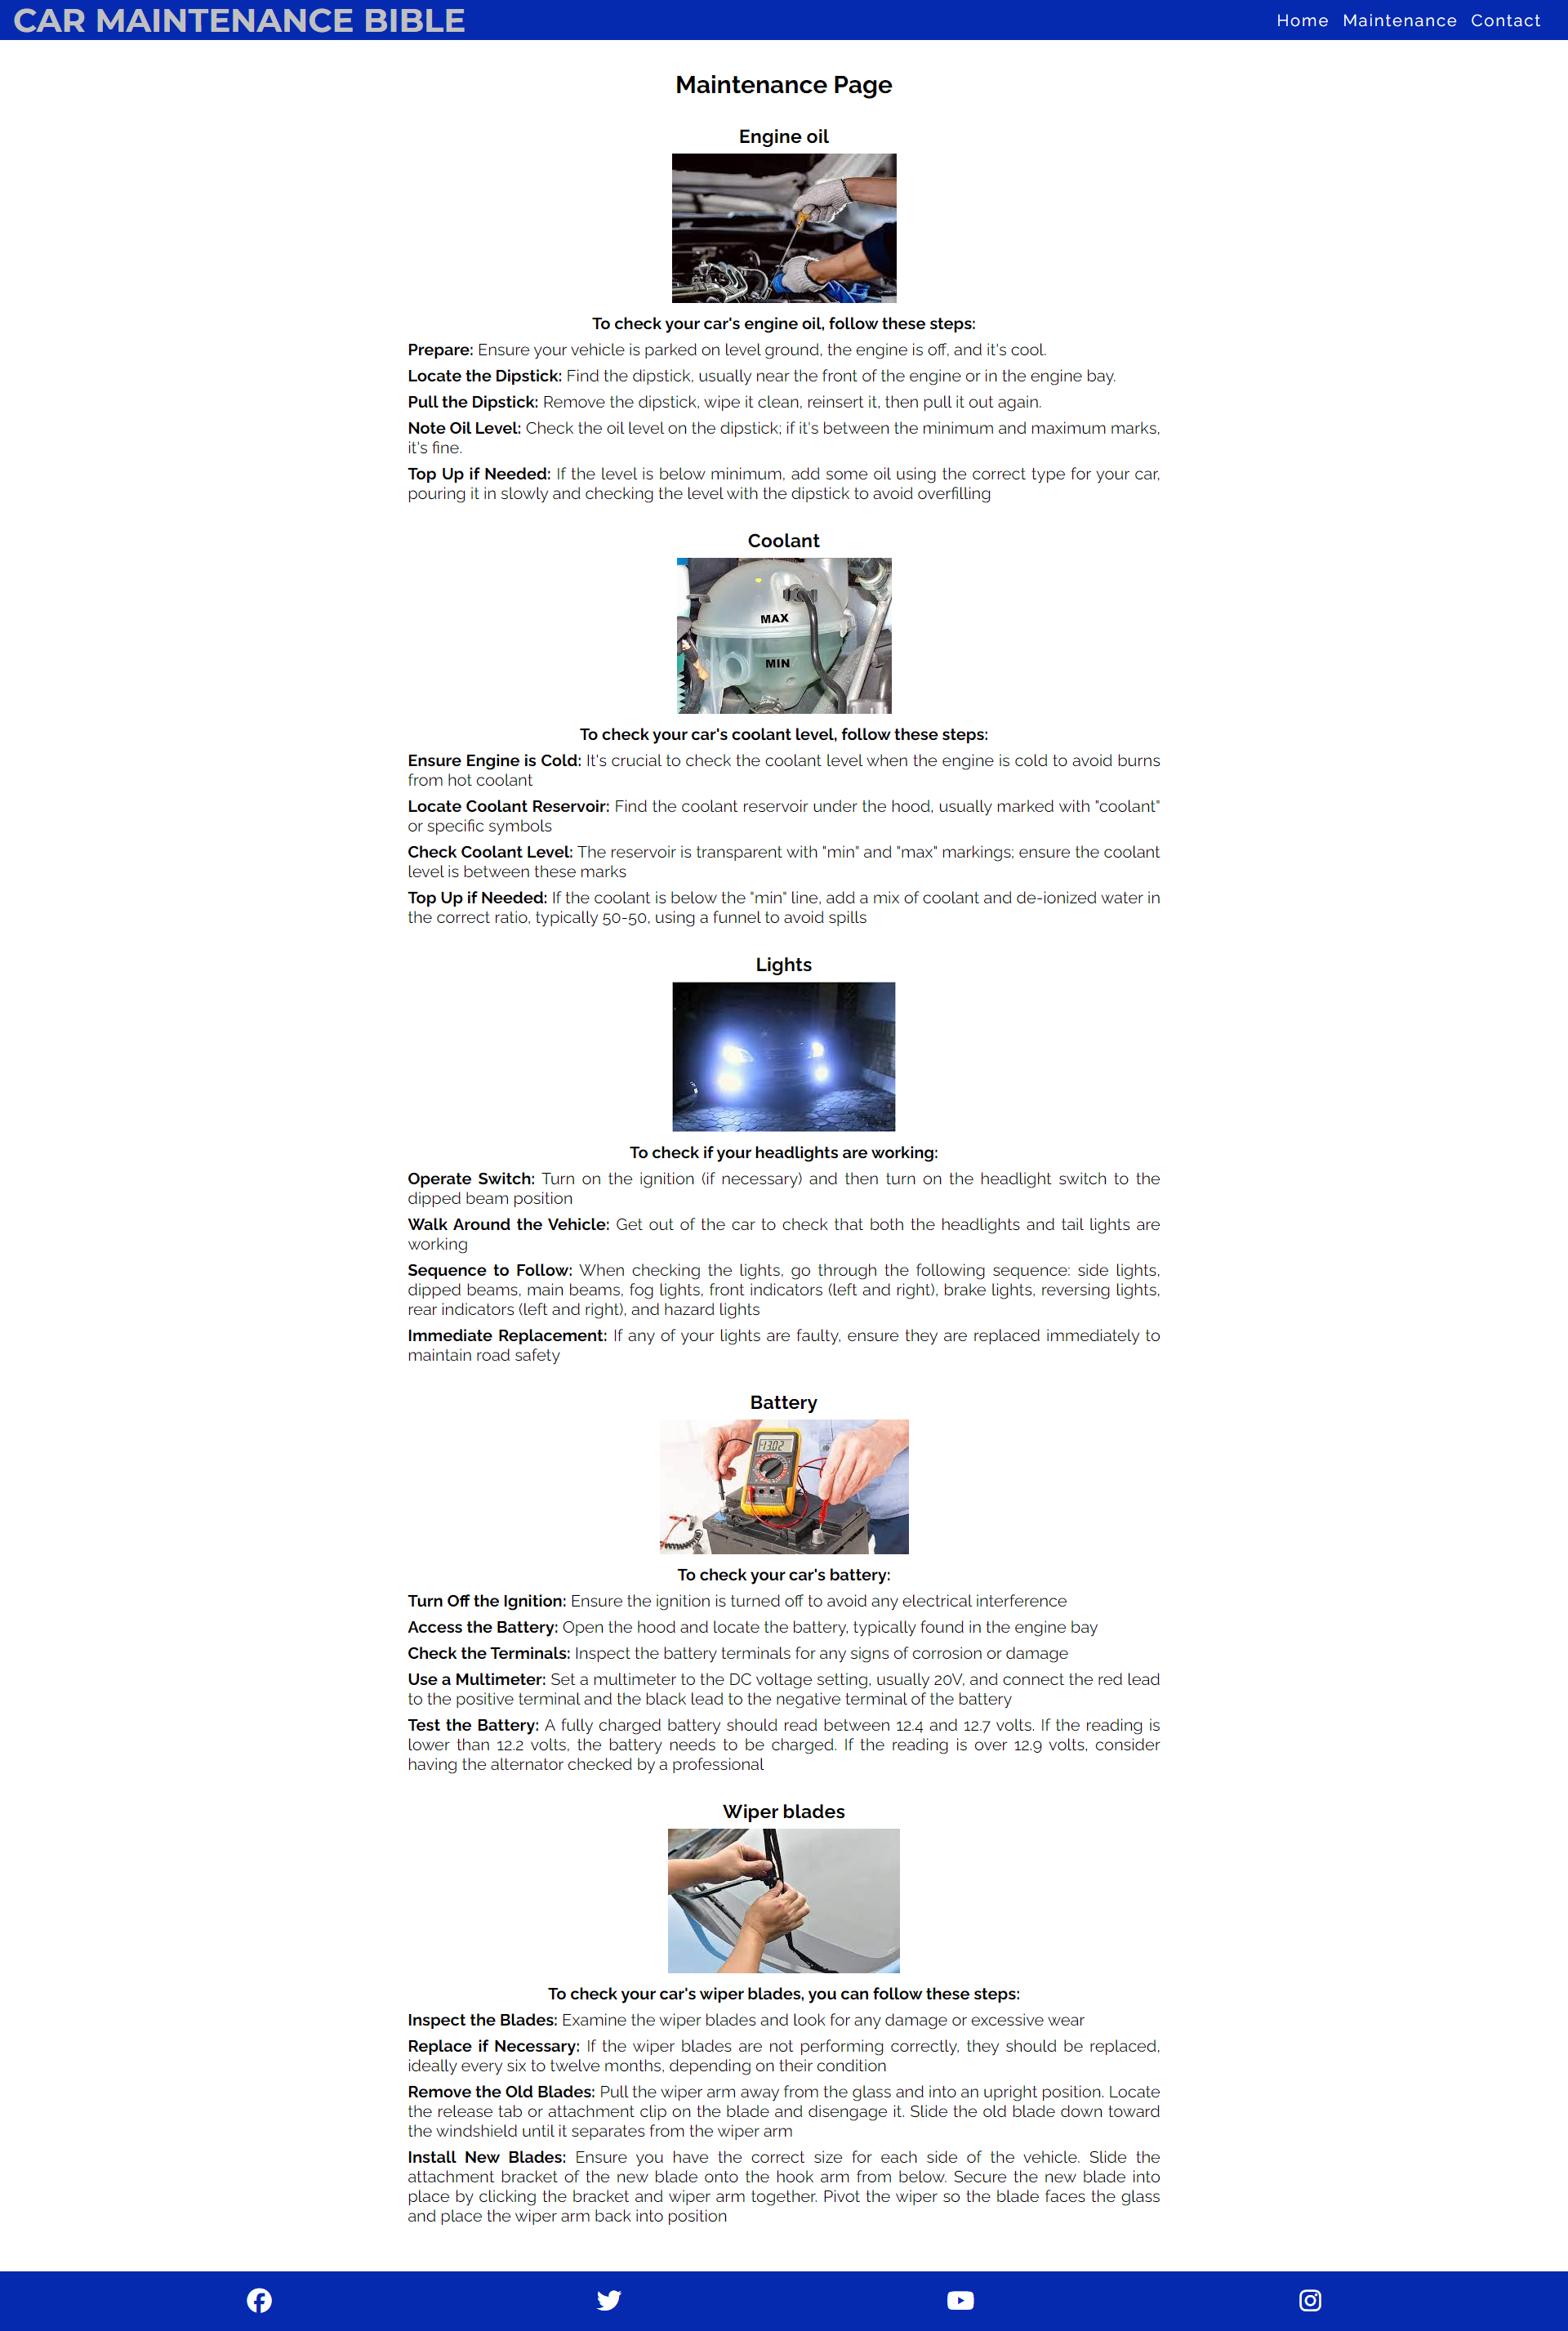 CAR MAINTENANCE BIBLE
Home Maintenance Contact
Maintenance Page
Engine oil
To check your car's engine oil, follow these steps:
Prepare: Ensure your vehicle is parked on level ground, the engine is off, and it's cool.
Locate the Dipstick: Find the dipstick, usually near the front of the engine or in the engine bay.
Pull the Dipstick: Remove the dipstick, wipe it clean, reinsert it, then pull it out again.
Note Oil Level: Check the oil level on the dipstick; if it's between the minimum and maximum marks,
it's fine.
Top Up if Needed: If the level is below minimum, add some oil using the correct type for your car,
pouring it in slowly and checking the level with the dipstick to avoid overfilling
Coolant
MAX
MIN
To check your car's coolant level, follow these steps:
Ensure Engine is Cold: It's crucial to check the coolant level when the engine is cold to avoid burns
from hot coolant
Locate Coolant Reservoir: Find the coolant reservoir under the hood, usually marked with "coolant"
or specific symbols
Check Coolant Level: The reservoir is transparent with "min" and "max" markings; ensure the coolant
level is between these marks
Top Up if Needed: If the coolant is below the "min" line, add a mix of coolant and de-ionized water in
the correct ratio, typically 50-50, using a funnel to avoid spills
Lights
To check if your headlights are working:
Operate Switch: Turn on the ignition (if necessary) and then turn on the headlight switch to the
dipped beam position
Walk Around the Vehicle: Get out of the car to check that both the headlights and tail lights are
working
Sequence to Follow: When checking the lights, go through the following sequence: side lights,
dipped beams, main beams, fog lights, front indicators (left and right), brake lights, reversing lights,
rear indicators (left and right), and hazard lights
Immediate Replacement: If any of your lights are faulty, ensure they are replaced immediately to
maintain road safety
Battery
-13.02
To check your car's battery:
Turn Off the Ignition: Ensure the ignition is turned off to avoid any electrical interference
Access the Battery: Open the hood and locate the battery, typically found in the engine bay
Check the Terminals: Inspect the battery terminals for any signs of corrosion or damage
Use a Multimeter: Set a multimeter to the DC voltage setting, usually 20V, and connect the red lead
to the positive terminal and the black lead to the negative terminal of the battery
Test the Battery: A fully charged battery should read between 12.4 and 12.7 volts. If the reading is
lower than 12.2 volts, the battery needs to be charged. If the reading is over 12.9 volts, consider
having the alternator checked by a professional
Wiper blades
To check your car's wiper blades, you can follow these steps:
Inspect the Blades: Examine the wiper blades and look for any damage or excessive wear
Replace if Necessary: If the wiper blades are not performing correctly, they should be replaced,
ideally every six to twelve months, depending on their condition
Remove the Old Blades: Pull the wiper arm away from the glass and into an upright position. Locate
the release tab or attachment clip on the blade and disengage it. Slide the old blade down toward
the windshield until it separates from the wiper arm
Install New Blades: Ensure you have the correct size for each side of the vehicle. Slide the
attachment bracket of the new blade onto the hook arm from below. Secure the new blade into
place by clicking the bracket and wiper arm together. Pivot the wiper so the blade faces the glass
and place the wiper arm back into position